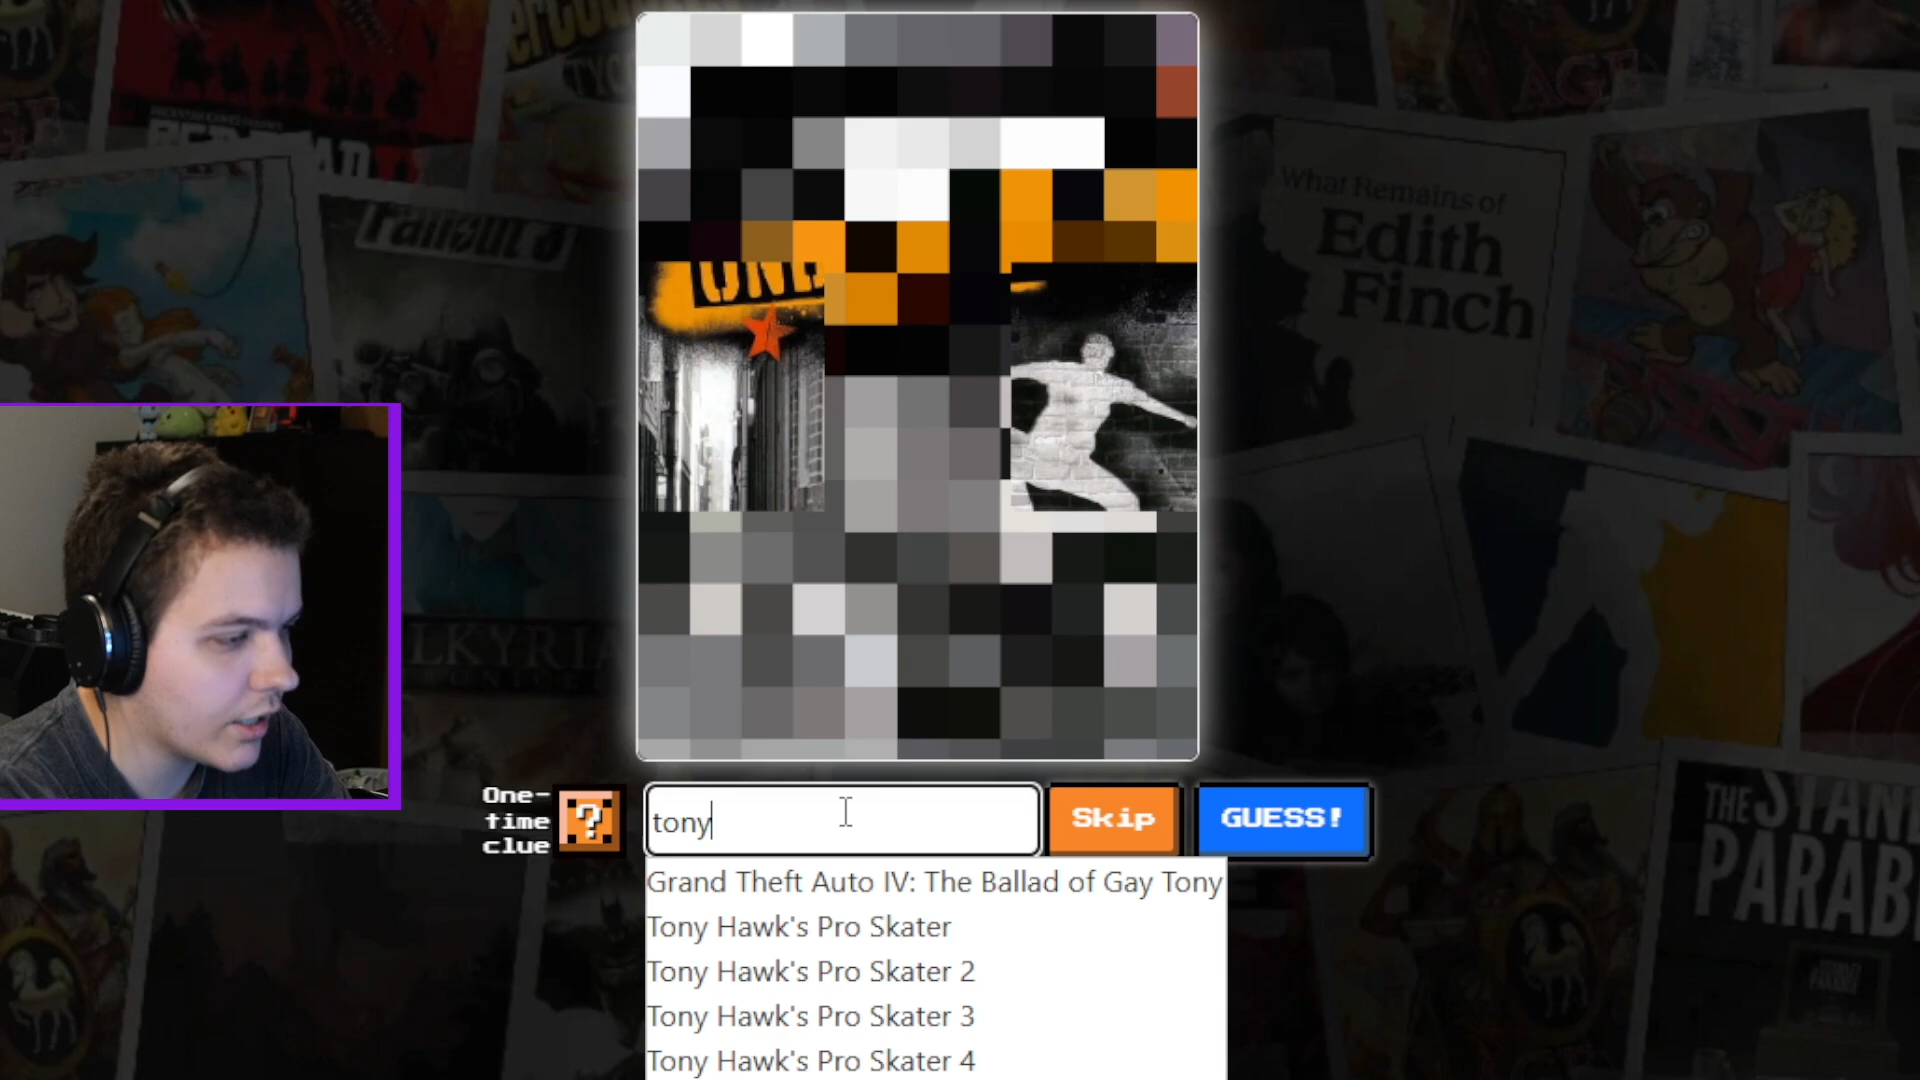 What Remains of
Edith
Finch
Fallout 3
One-
time
clue
?
tony
Skip
GUESS!
Grand Theft Auto IV: The Ballad of Gay Tony
Tony Hawk's Pro Skater
Tony Hawk's Pro Skater 2
Tony Hawk's Pro Skater 3
Tony Hawk's Pro Skater 4
THE STAN
PARAB